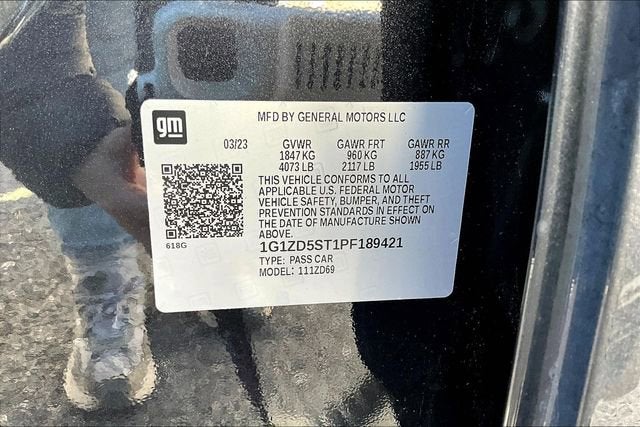 gm
MFD BY GENERAL MOTORS LLC
03/23 GVWR GAWR FRT GAWR RR
1847 KG 960 KG 887 KG
4073 LB 2117 LB 1955 LB
THIS VEHICLE CONFORMS TO ALL
APPLICABLE U.S. FEDERAL MOTOR
VEHICLE SAFETY, BUMPER, AND THEFT
PREVENTION STANDARDS IN EFFECT ON
THE DATE OF MANUFACTURE SHOWN
ABOVE.
618G
1G1ZD5ST1PF189421
TYPE: PASS CAR
MODEL: 111ZD69